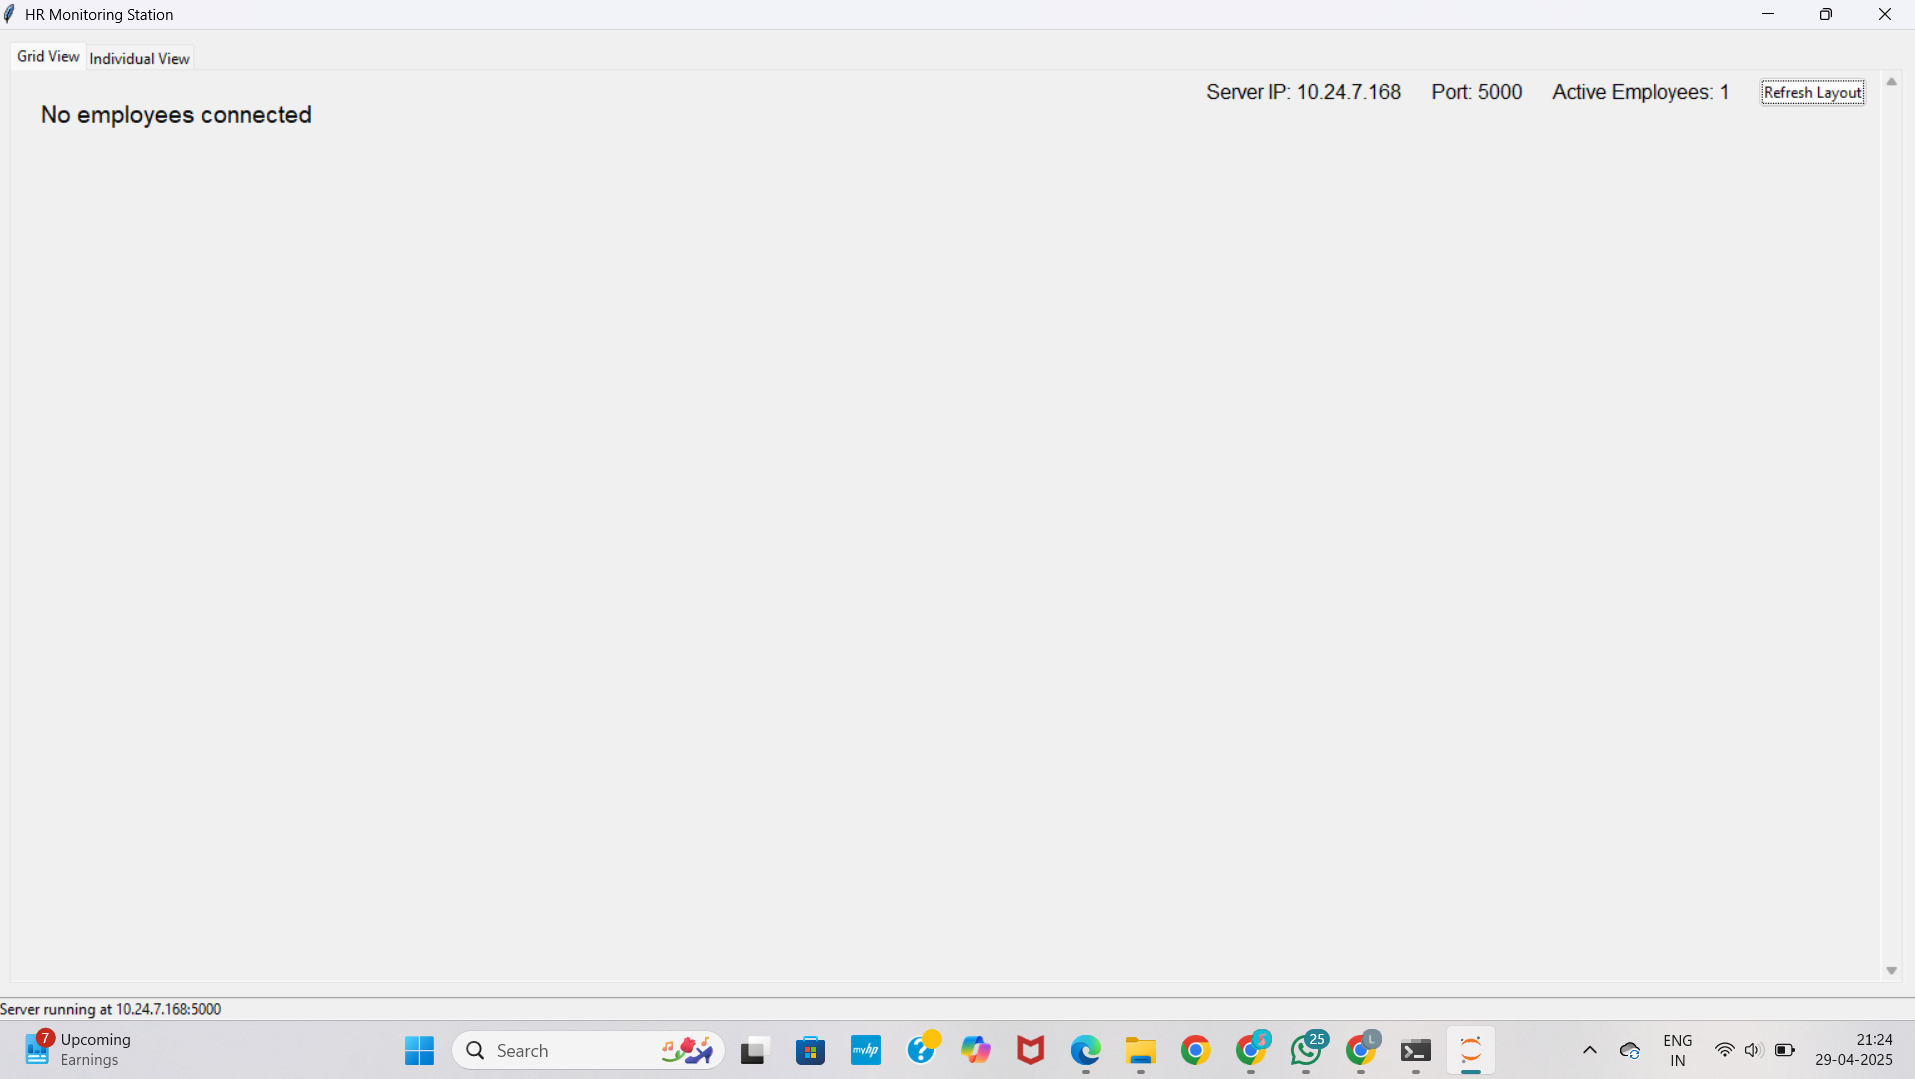 HR Monitoring Station
Grid View Individual View
Server IP: 10.24.7.168 Port: 5000 Active Employees: 1 Refresh Layout
No employees connected
Server running at 10.24.7.168:5000
7
Upcoming
Earnings
Search
myhp
?
S
25
L
ENG
IN
21:24
29-04-2025